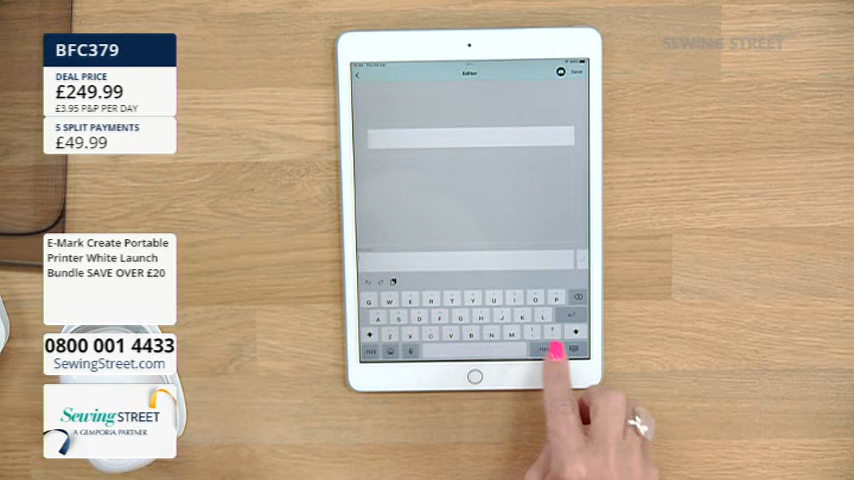 BFC379
DEAL PRICE
£249.99
£3.95 P&P PER DAY
5 SPLIT PAYMENTS
£49.99
E-Mark Create Portable
Printer White Launch
Bundle SAVE OVER £20
0800 001 4433
SewingStreet.com
Sewing STREET
A GEMPORIA PARTNER
SEWING STREET
Editor
Save
Q W E R T Y U I O P
A S D F G H J K L
Z X C V B N M